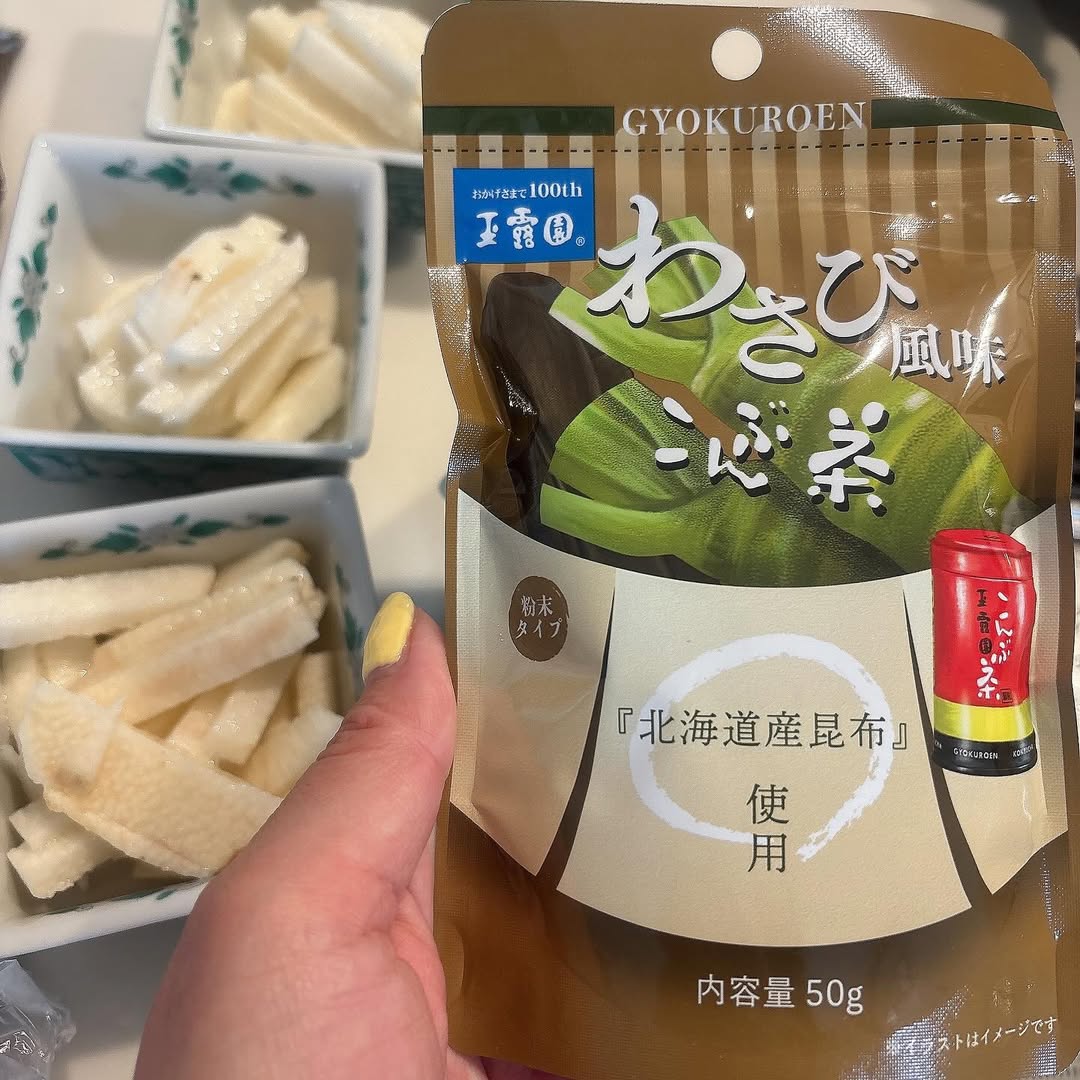 GYOKUROEN
おかげさまで100th
玉露園®
わさび風味
こんぶ茶
粉末
タイプ
『北海道産昆布』
使用
こんぶ茶
玉露園
GYOKUROEN
内容量 50g
※イラストはイメージです